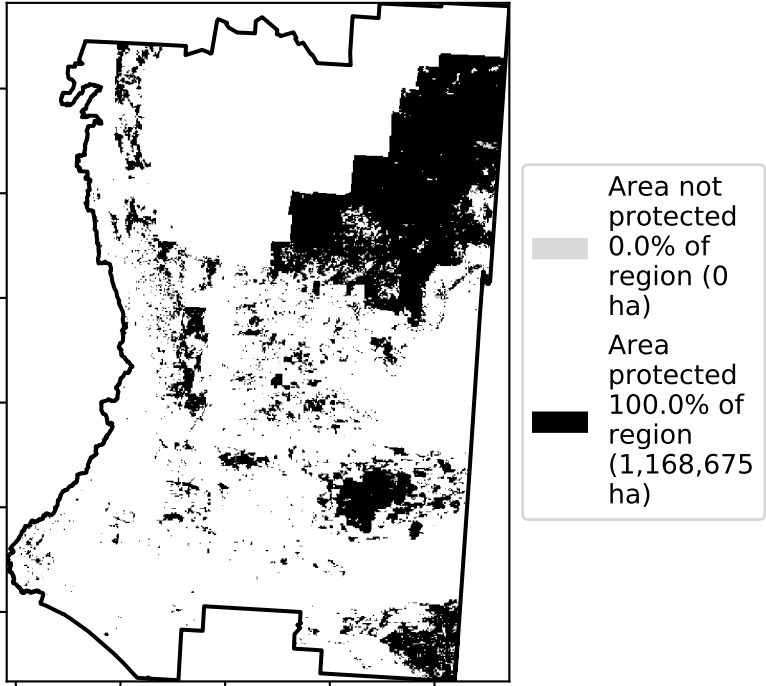 Area not
protected
0.0% of
region (0
ha)
Area
protected
100.0% of
region
(1,168,675
ha)